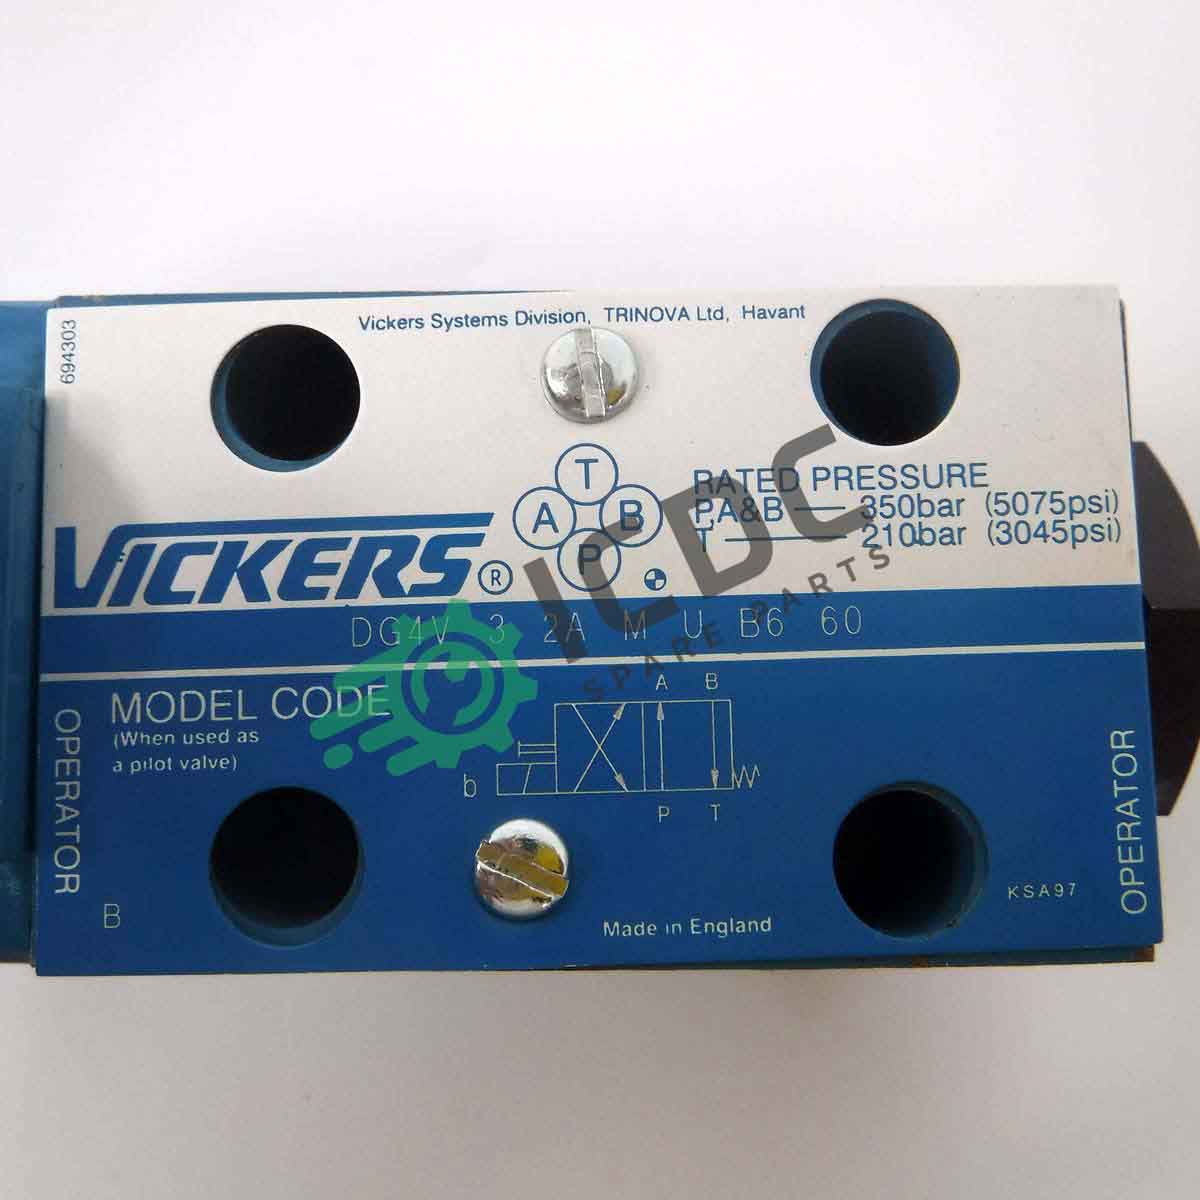 694303
Vickers Systems Division, TRINOVA Ltd, Havant
T
A B
P
RATED PRESSURE
P,A&B — 350bar (5075psi)
T — 210bar (3045psi)
VICKERS ®
DG4V 3 2A M U B6 60
MODEL CODE
(When used as
a pilot valve)
A B
b
P T
OPERATOR
OPERATOR
B
KSA97
Made in England
ICDC
SPARE PARTS